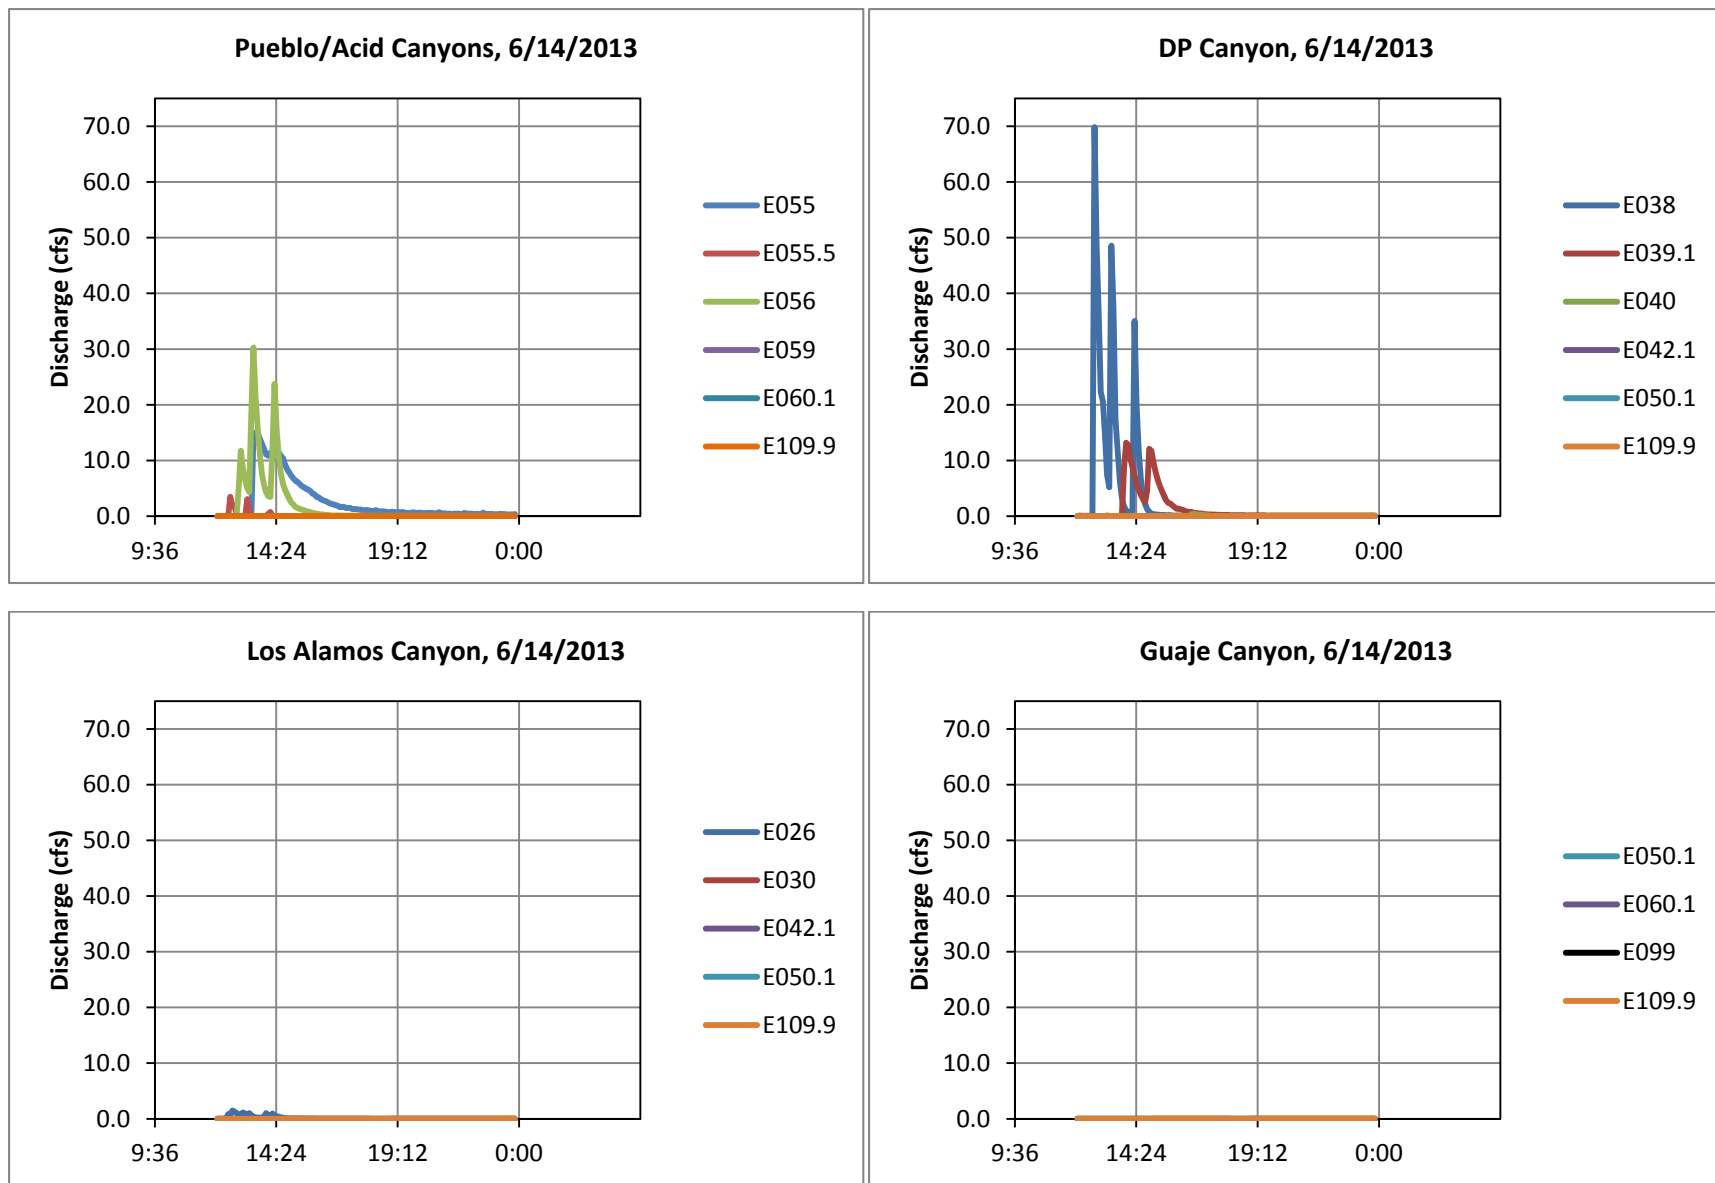 Pueblo/Acid Canyons, 6/14/2013
Discharge (cfs)
70.0
60.0
50.0
40.0
30.0
20.0
10.0
0.0
9:36
14:24
19:12
0:00
E055
E055.5
E056
E059
E060.1
E109.9
DP Canyon, 6/14/2013
Discharge (cfs)
70.0
60.0
50.0
40.0
30.0
20.0
10.0
0.0
9:36
14:24
19:12
0:00
E038
E039.1
E040
E042.1
E050.1
E109.9
Los Alamos Canyon, 6/14/2013
Discharge (cfs)
70.0
60.0
50.0
40.0
30.0
20.0
10.0
0.0
9:36
14:24
19:12
0:00
E026
E030
E042.1
E050.1
E109.9
Guaje Canyon, 6/14/2013
Discharge (cfs)
70.0
60.0
50.0
40.0
30.0
20.0
10.0
0.0
9:36
14:24
19:12
0:00
E050.1
E060.1
E099
E109.9